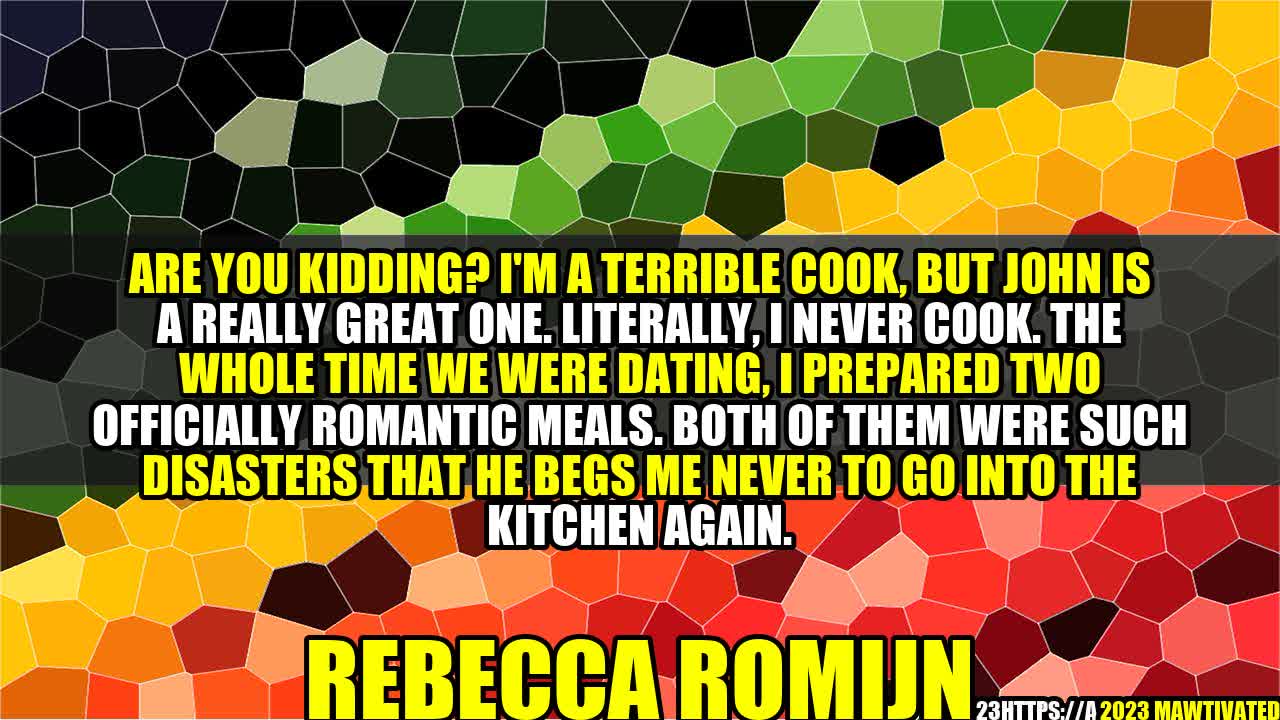 ARE YOU KIDDING? I'M A TERRIBLE COOK, BUT JOHN IS
A REALLY GREAT ONE. LITERALLY, I NEVER COOK. THE
WHOLE TIME WE WERE DATING, I PREPARED TWO
OFFICIALLY ROMANTIC MEALS. BOTH OF THEM WERE SUCH
DISASTERS THAT HE BEGS ME NEVER TO GO INTO THE
KITCHEN AGAIN.
REBECCA ROMIJN
23HTTPS://A 2023 MAWTIVATED